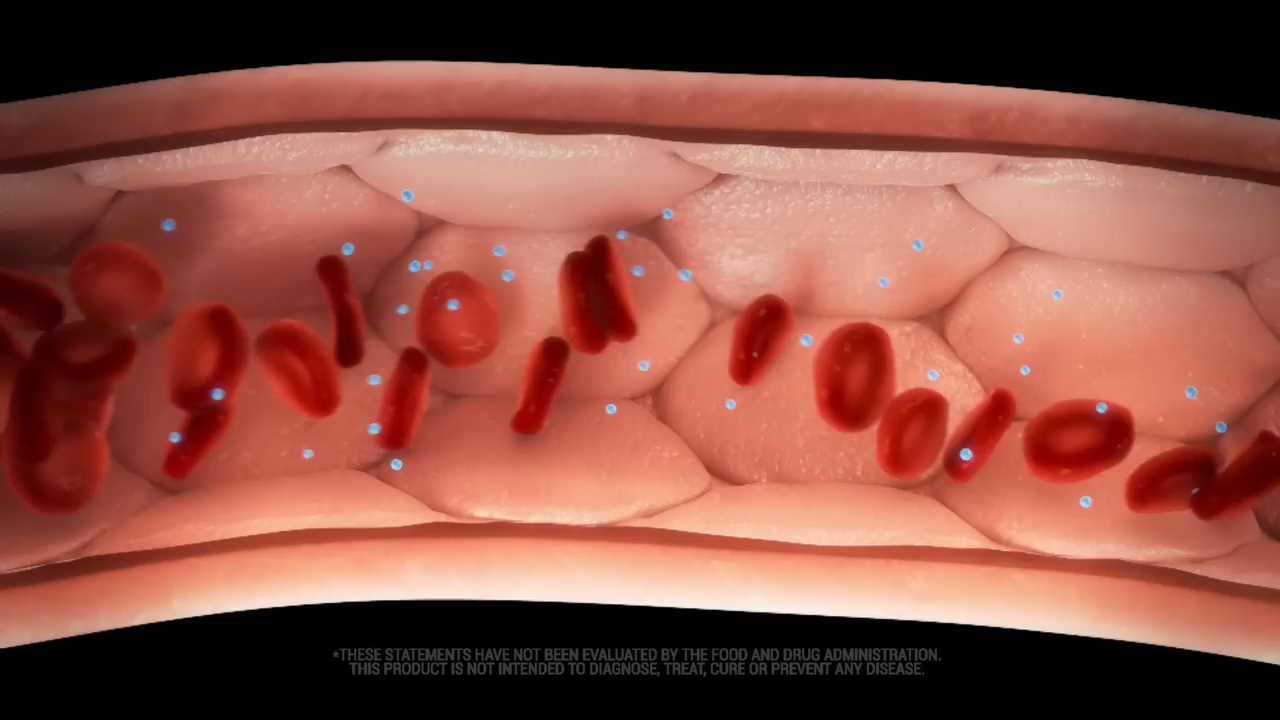 *THESE STATEMENTS HAVE NOT BEEN EVALUATED BY THE FOOD AND DRUG ADMINISTRATION.
THIS PRODUCT IS NOT INTENDED TO DIAGNOSE, TREAT, CURE OR PREVENT ANY DISEASE.